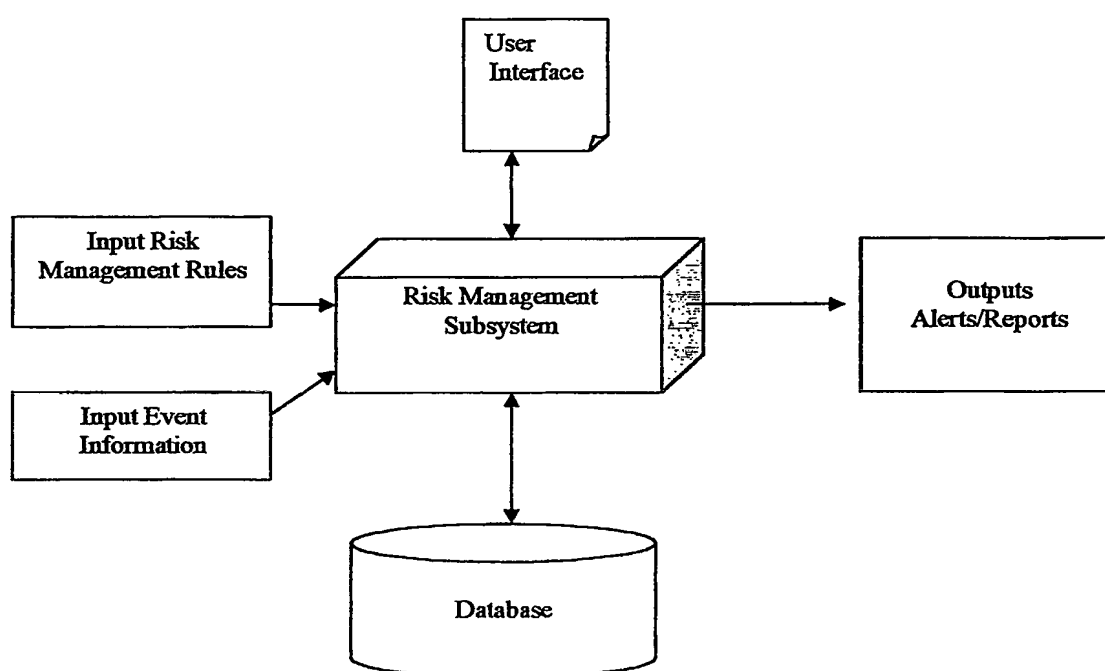 User
Interface
Input Risk
Management Rules
Risk Management
Subsystem
Outputs
Alerts/Reports
Input Event
Information
Database